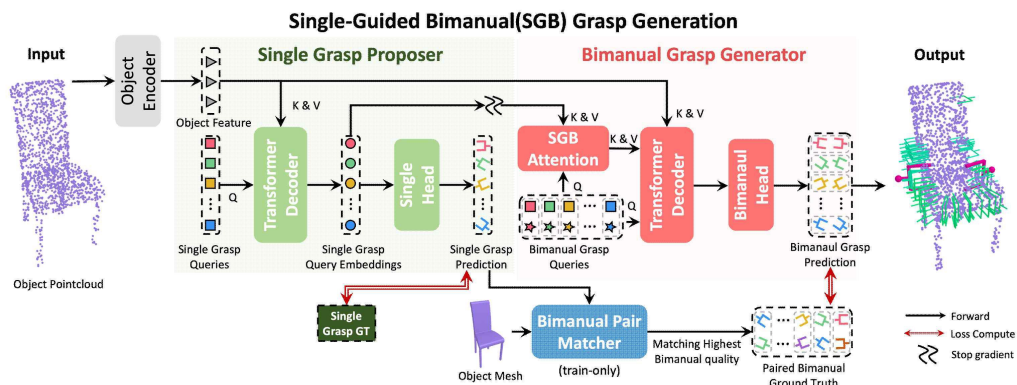 Single-Guided Bimanual(SGB) Grasp Generation
Input
Single Grasp Proposer
Bimanual Grasp Generator
Output
Object
Encoder
Object Feature
K & V
K & V
K & V
K & V
SGB
Attention
Transformer
Decoder
Single
Head
Transformer
Decoder
Bimanual
Head
Q
Q
Q
Single Grasp
Queries
Single Grasp
Query Embeddings
Single Grasp
Prediction
Bimanaul Grasp
Queries
Bimanaul Grasp
Prediction
Object Pointcloud
Single
Grasp GT
Object Mesh
Bimanual Pair
Matcher
(train-only)
Matching Highest
Bimanual quality
Paired Bimanual
Ground Truth
Forward
Loss Compute
Stop gradient